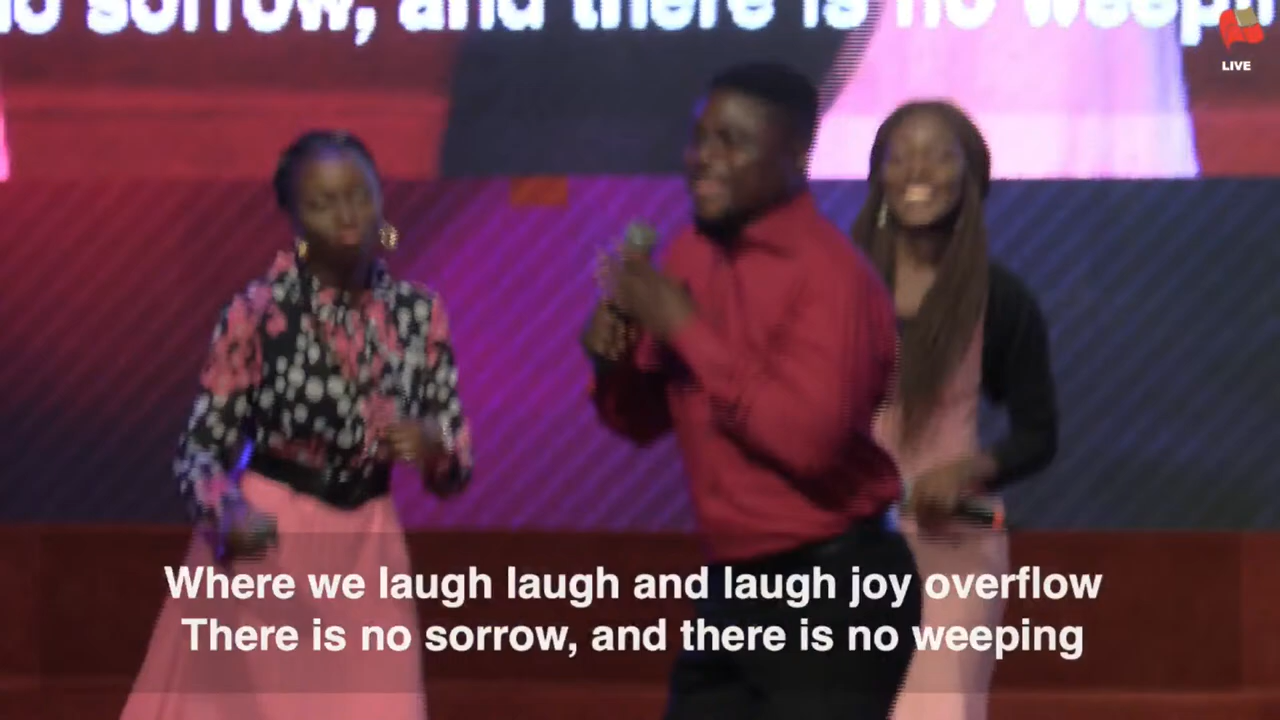 no sorrow, and there is no weepin
LIVE
Where we laugh laugh and laugh joy overflow
There is no sorrow, and there is no weeping